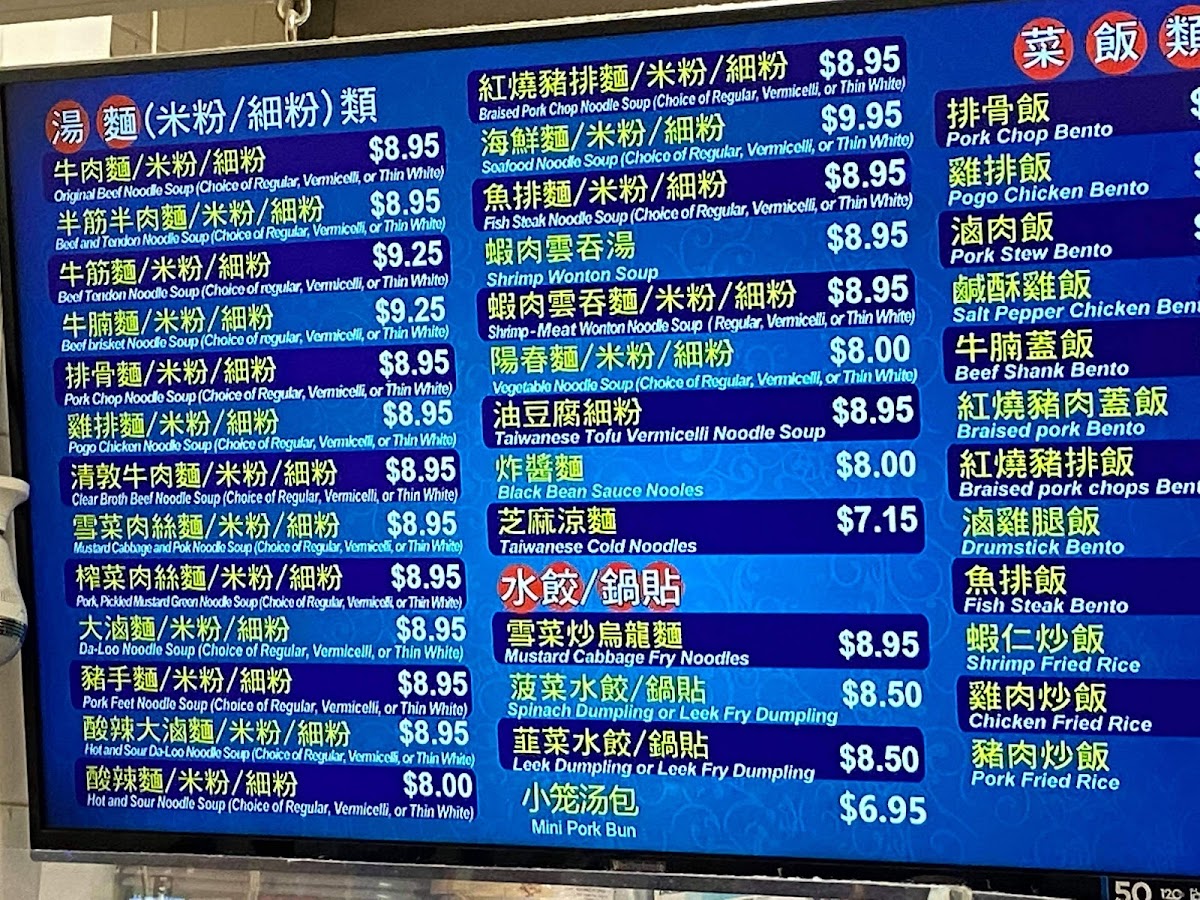 湯麵(米粉/細粉)類
牛肉麵/米粉/細粉 $8.95
Original Beef Noodle Soup (Choice of Regular, Vermicelli, or Thin White)
半筋半肉麵/米粉/細粉 $8.95
Beef and Tendon Noodle Soup (Choice of Regular, Vermicelli, or Thin White)
牛筋麵/米粉/細粉 $9.25
Beef Tendon Noodle Soup (Choice of regular, Vermicelli, or Thin White)
牛腩麵/米粉/細粉 $9.25
Beef brisket Noodle Soup (Choice of regular, Vermicelli, or Thin White)
排骨麵/米粉/細粉 $8.95
Pork Chop Noodle Soup (Choice of Regular, Vermicelli, or Thin White)
雞排麵/米粉/細粉 $8.95
Pogo Chicken Noodle Soup (Choice of Regular, Vermicelli, or Thin White)
清敦牛肉麵/米粉/細粉 $8.95
Clear Broth Beef Noodle Soup (Choice of Regular, Vermicelli, or Thin White)
雪菜肉絲麵/米粉/細粉 $8.95
Mustard Cabbage and Pok Noodle Soup (Choice of Regular, Vermicelli, or Thin White)
榨菜肉絲麵/米粉/細粉 $8.95
Pork, Pickled Mustard Green Noodle Soup (Choice of Regular, Vermicelli, or Thin White)
大滷麵/米粉/細粉 $8.95
Da-Loo Noodle Soup (Choice of Regular, Vermicelli, or Thin White)
豬手麵/米粉/細粉 $8.95
Pork Feet Noodle Soup (Choice of Regular, Vermicelli, or Thin White)
酸辣大滷麵/米粉/細粉 $8.95
Hot and Sour Da-Loo Noodle Soup (Choice of Regular, Vermicelli, or Thin White)
酸辣麵/米粉/細粉 $8.00
Hot and Sour Noodle Soup (Choice of Regular, Vermicelli, or Thin White)
紅燒豬排麵/米粉/細粉 $8.95
Braised Pork Chop Noodle Soup (Choice of Regular, Vermicelli, or Thin White)
海鮮麵/米粉/細粉 $9.95
Seafood Noodle Soup (Choice of Regular, Vermicelli, or Thin White)
魚排麵/米粉/細粉 $8.95
Fish Steak Noodle Soup (Choice of Regular, Vermicelli, or Thin White)
蝦肉雲吞湯 $8.95
Shrimp Wonton Soup
蝦肉雲吞麵/米粉/細粉 $8.95
Shrimp-Meat Wonton Noodle Soup (Regular, Vermicelli, or Thin White)
陽春麵/米粉/細粉 $8.00
Vegetable Noodle Soup (Choice of Regular, Vermicelli, or Thin White)
油豆腐細粉 $8.95
Taiwanese Tofu Vermicelli Noodle Soup
炸醬麵 $8.00
Black Bean Sauce Nooles
芝麻涼麵 $7.15
Taiwanese Cold Noodles
水餃/鍋貼
雪菜炒烏龍麵 $8.95
Mustard Cabbage Fry Noodles
菠菜水餃/鍋貼 $8.50
Spinach Dumpling or Leek Fry Dumpling
韮菜水餃/鍋貼 $8.50
Leek Dumpling or Leek Fry Dumpling
小笼汤包 $6.95
Mini Pork Bun
菜飯類
排骨飯 $
Pork Chop Bento
雞排飯
Pogo Chicken Bento
滷肉飯
Pork Stew Bento
鹹酥雞飯
Salt Pepper Chicken Ben
牛腩蓋飯
Beef Shank Bento
紅燒豬肉蓋飯
Braised pork Bento
紅燒豬排飯
Braised pork chops Bent
滷雞腿飯
Drumstick Bento
魚排飯
Fish Steak Bento
蝦仁炒飯
Shrimp Fried Rice
雞肉炒飯
Chicken Fried Rice
豬肉炒飯
Pork Fried Rice
50